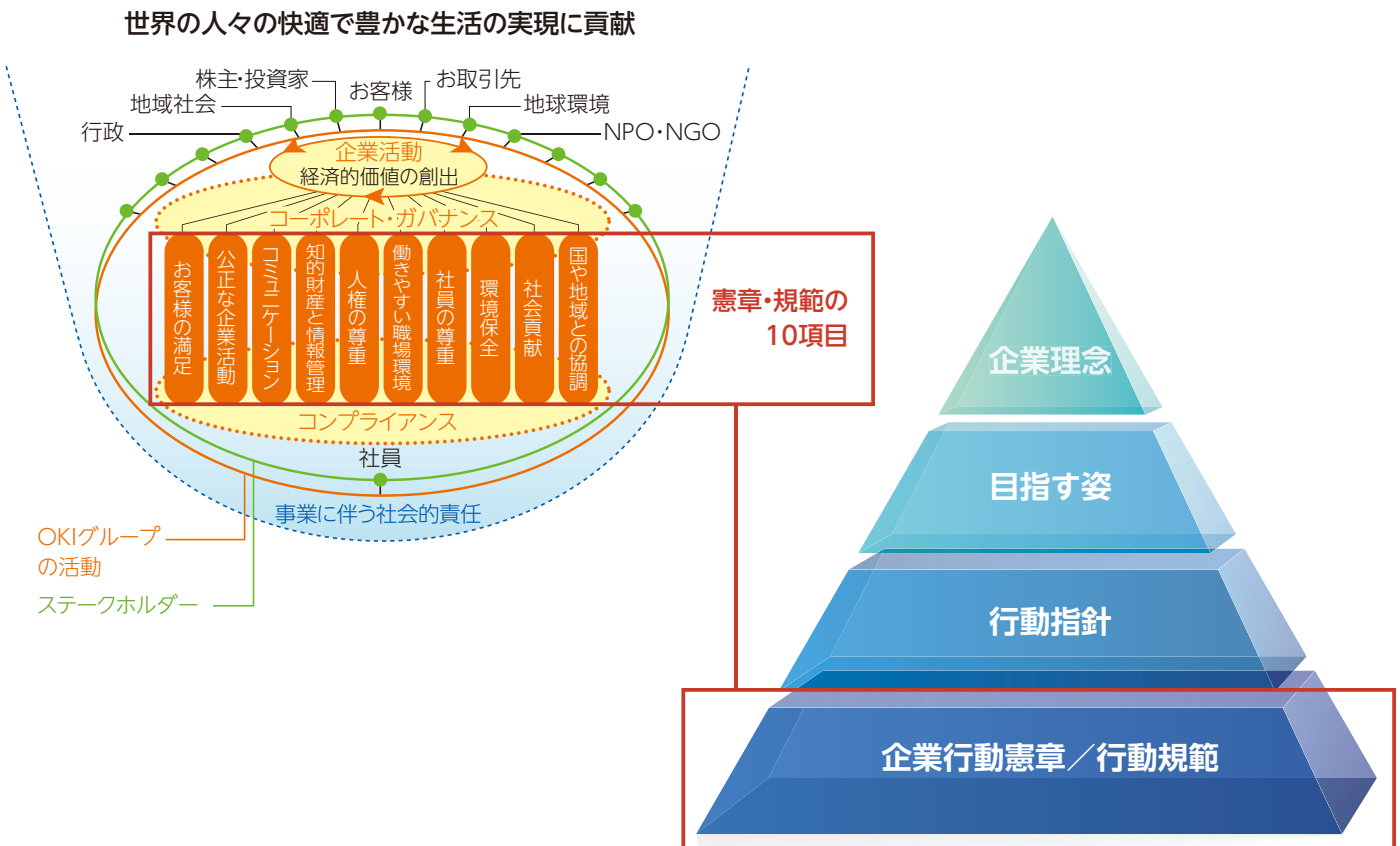 世界の人々の快適で豊かな生活の実現に貢献
株主・投資家
お客様
お取引先
地域社会
地球環境
行政
NPO・NGO
企業活動
経済的価値の創出
コーポレート・ガバナンス
お客様の満足
公正な企業活動
コミュニケーション
知的財産と情報管理
人権の尊重
働きやすい職場環境
社員の尊重
環境保全
社会貢献
国や地域との協調
コンプライアンス
社員
事業に伴う社会的責任
OKIグループ
の活動
ステークホルダー
憲章・規範の
10項目
企業理念
目指す姿
行動指針
企業行動憲章／行動規範